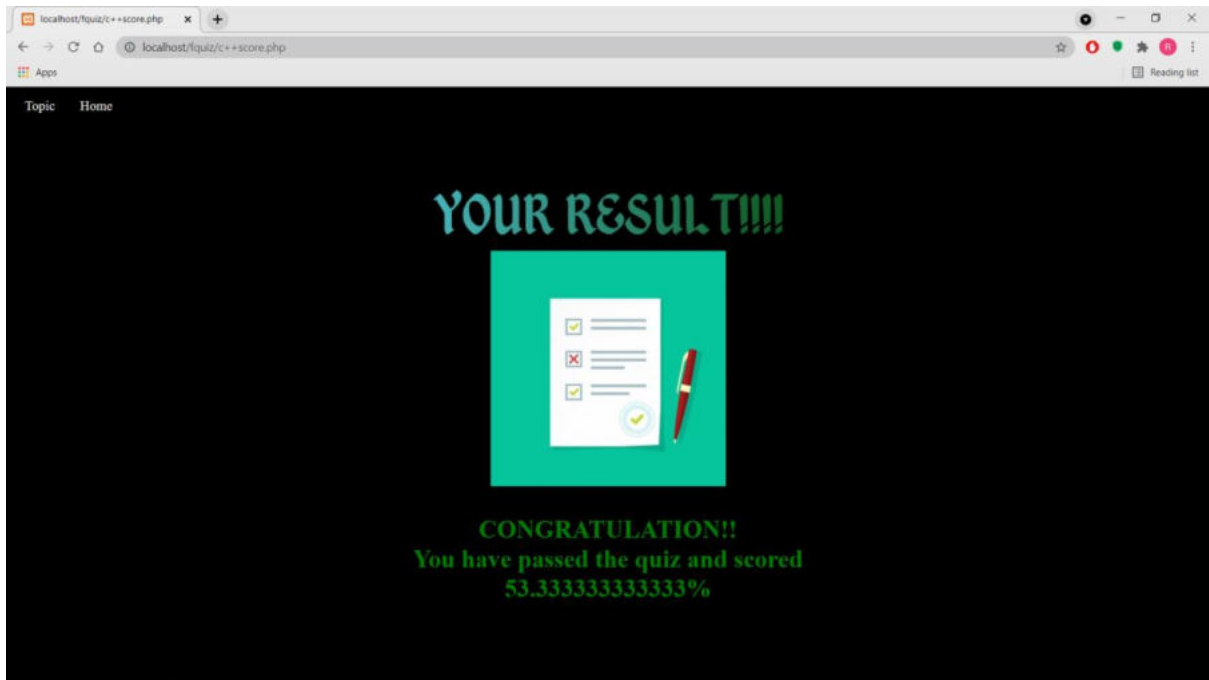 localhost/fquiz/c++score.php
localhost/fquiz/c++score.php
R
Apps
Reading list
Topic Home
YOUR RESULT!!!!
CONGRATULATION!!
You have passed the quiz and scored
53.333333333333%